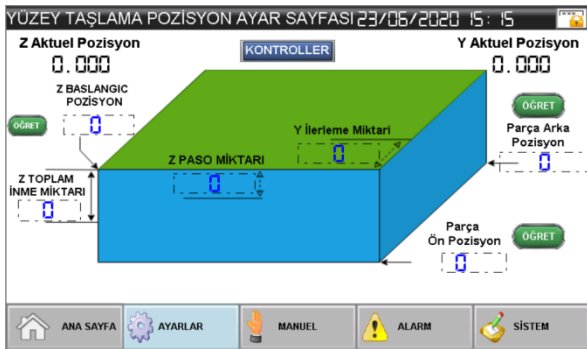 YÜZEY TAŞLAMA POZİSYON AYAR SAYFASI 23/06/2020 15:15
Z Aktuel Pozisyon
0.000
KONTROLLER
Y Aktuel Pozisyon
0.000
Z BASLANGIC
POZİSYON
ÖĞRET
0
ÖĞRET
Parça Arka
Pozisyon
0
Y İlerleme Miktari
0
Z PASO MİKTARI
0
Z TOPLAM
İNME MİKTARI
0
Parça
Ön Pozisyon
0
ÖĞRET
ANA SAYFA
AYARLAR
MANUEL
ALARM
SİSTEM